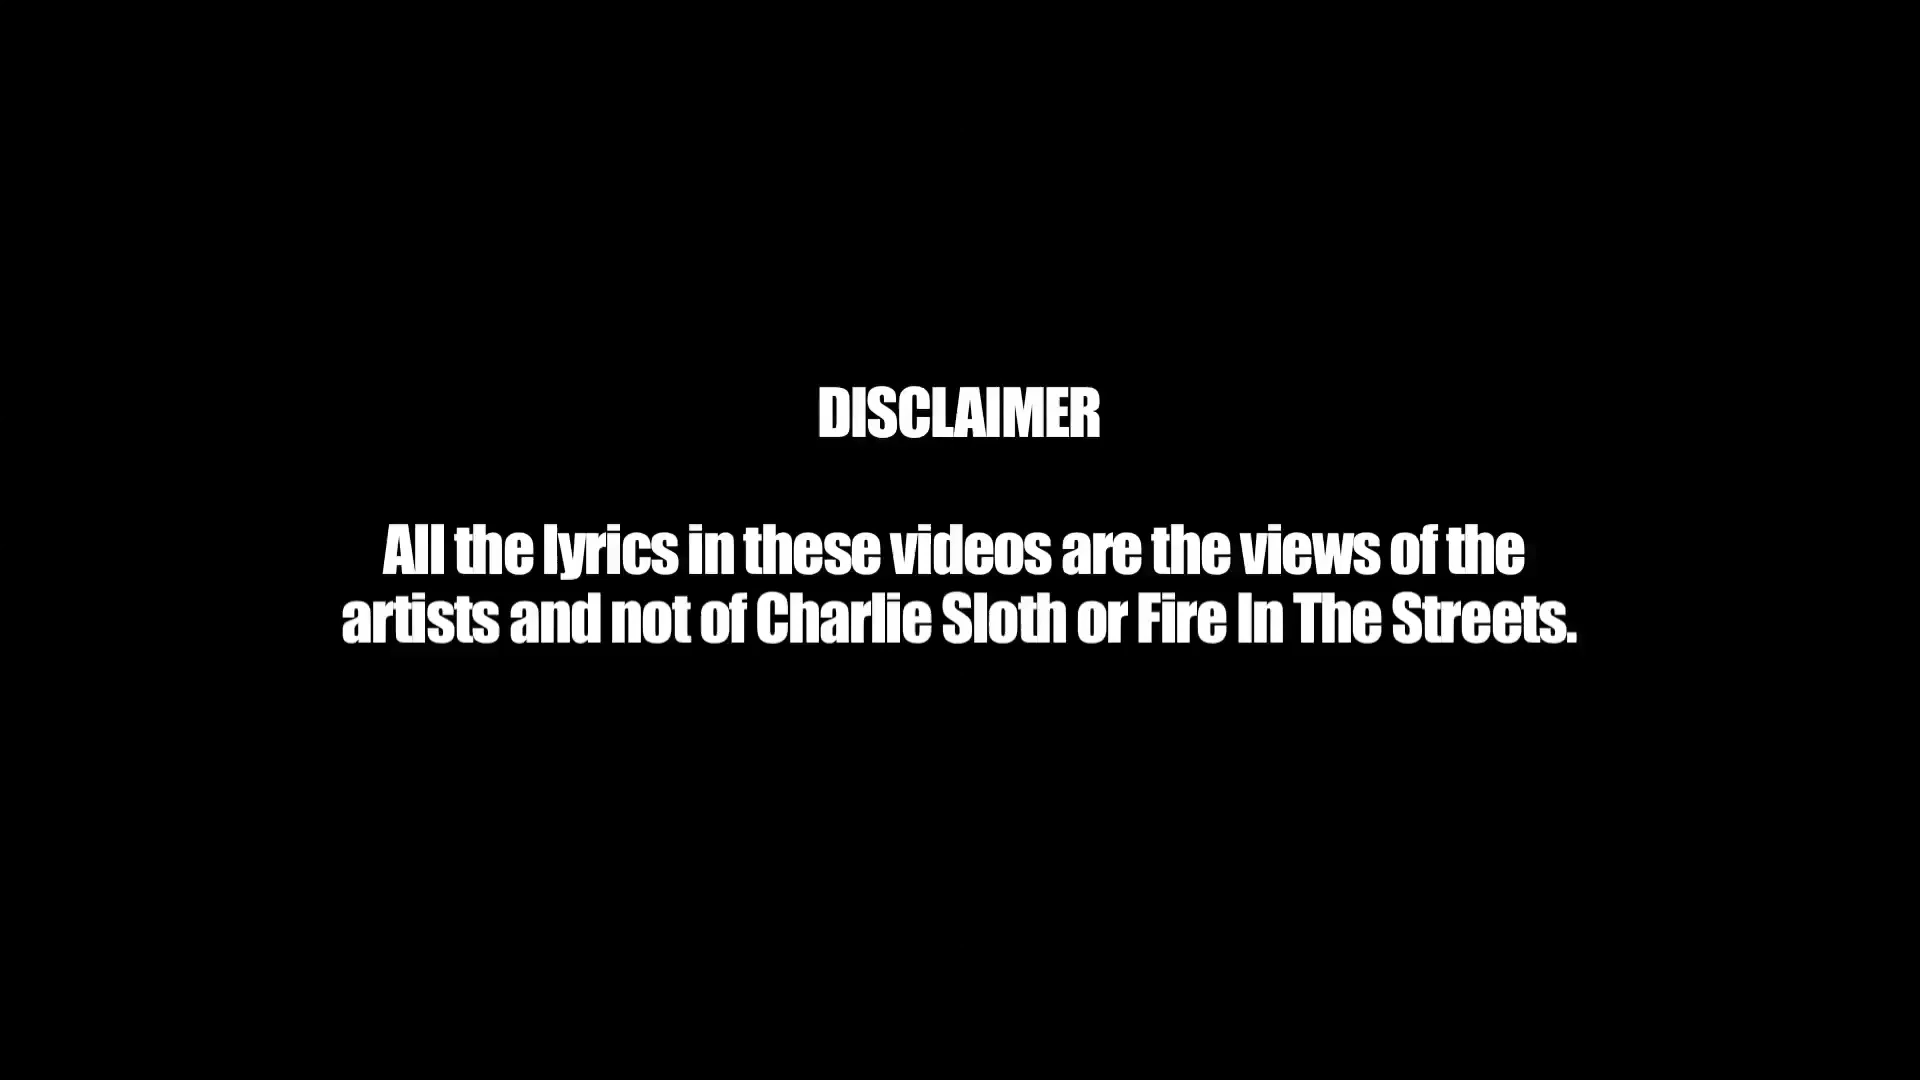 DISCLAIMER
All the lyrics in these videos are the views of the
artists and not of Charlie Sloth or Fire In The Streets.